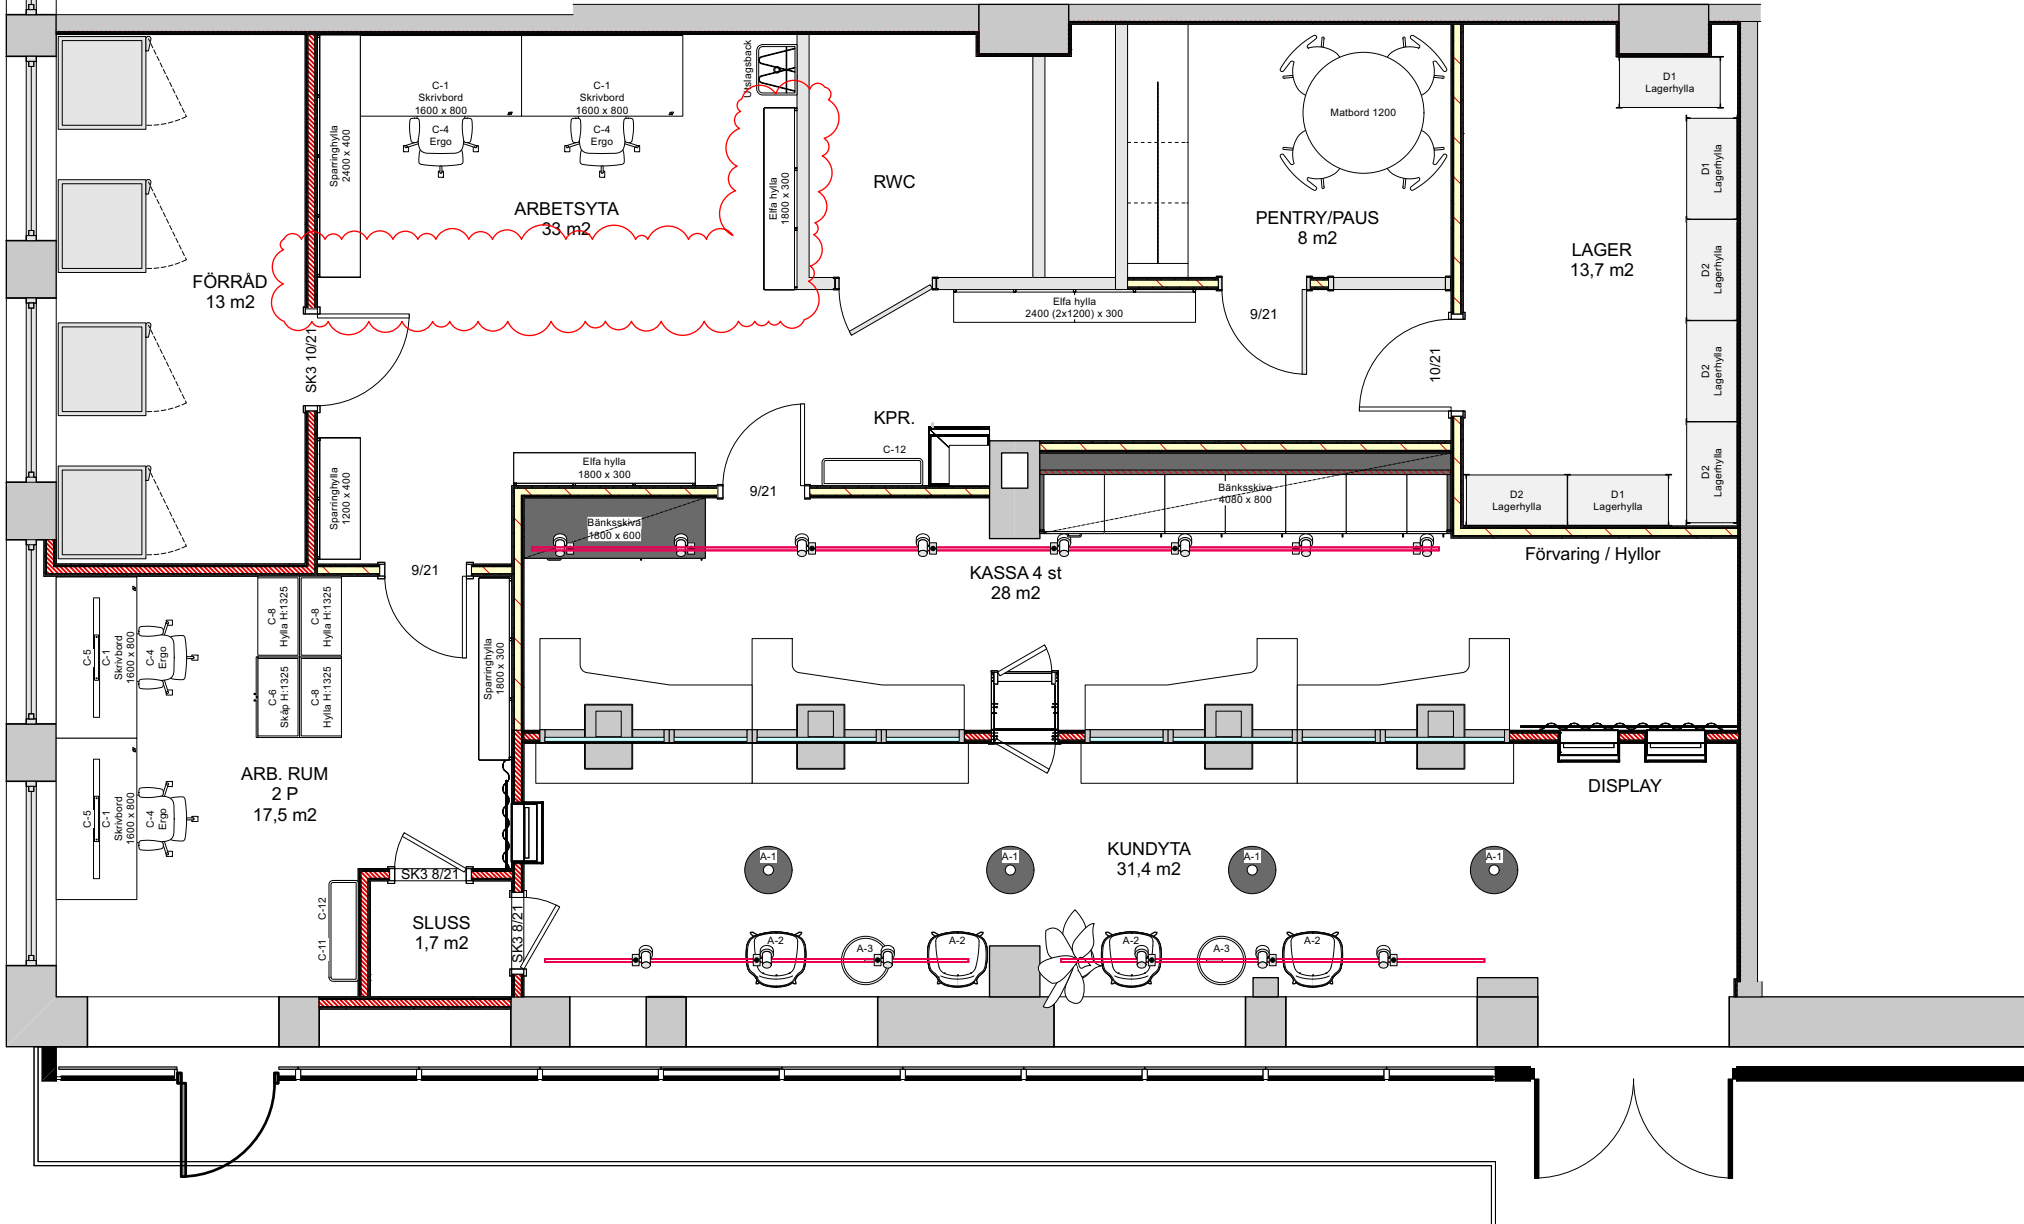 C-1
Skrivbord
1600 x 800
C-1
Skrivbord
1600 x 800
Utslagsback
C-4
Ergo
C-4
Ergo
Sparringhylla
2400 x 400
Elfa hylla
1800 x 300
ARBETSYTA
33 m2
RWC
Matbord 1200
PENTRY/PAUS
8 m2
D1
Lagerhylla
D1
Lagerhylla
D2
Lagerhylla
D2
Lagerhylla
D2
Lagerhylla
LAGER
13,7 m2
FÖRRÅD
13 m2
SK3 10/21
Elfa hylla
2400 (2x1200) x 300
9/21
10/21
KPR.
C-12
Elfa hylla
1800 x 300
9/21
Sparringhylla
1200 x 400
Bänksskiva
1800 x 600
Bänksskiva
4080 x 800
D2
Lagerhylla
D1
Lagerhylla
Förvaring / Hyllor
KASSA 4 st
28 m2
9/21
C-8
Hylla H:1325
C-8
Hylla H:1325
C-6
Skåp H:1325
C-8
Hylla H:1325
C-5
C-1
Skrivbord
1600 x 800
C-4
Ergo
Sparringhylla
1800 x 300
C-5
C-1
Skrivbord
1600 x 800
C-4
Ergo
ARB. RUM
2 P
17,5 m2
DISPLAY
KUNDYTA
31,4 m2
A-1
A-1
A-1
A-1
SK3 8/21
SK3 8/21
SLUSS
1,7 m2
C-12
C-11
A-2
A-3
A-2
A-2
A-3
A-2